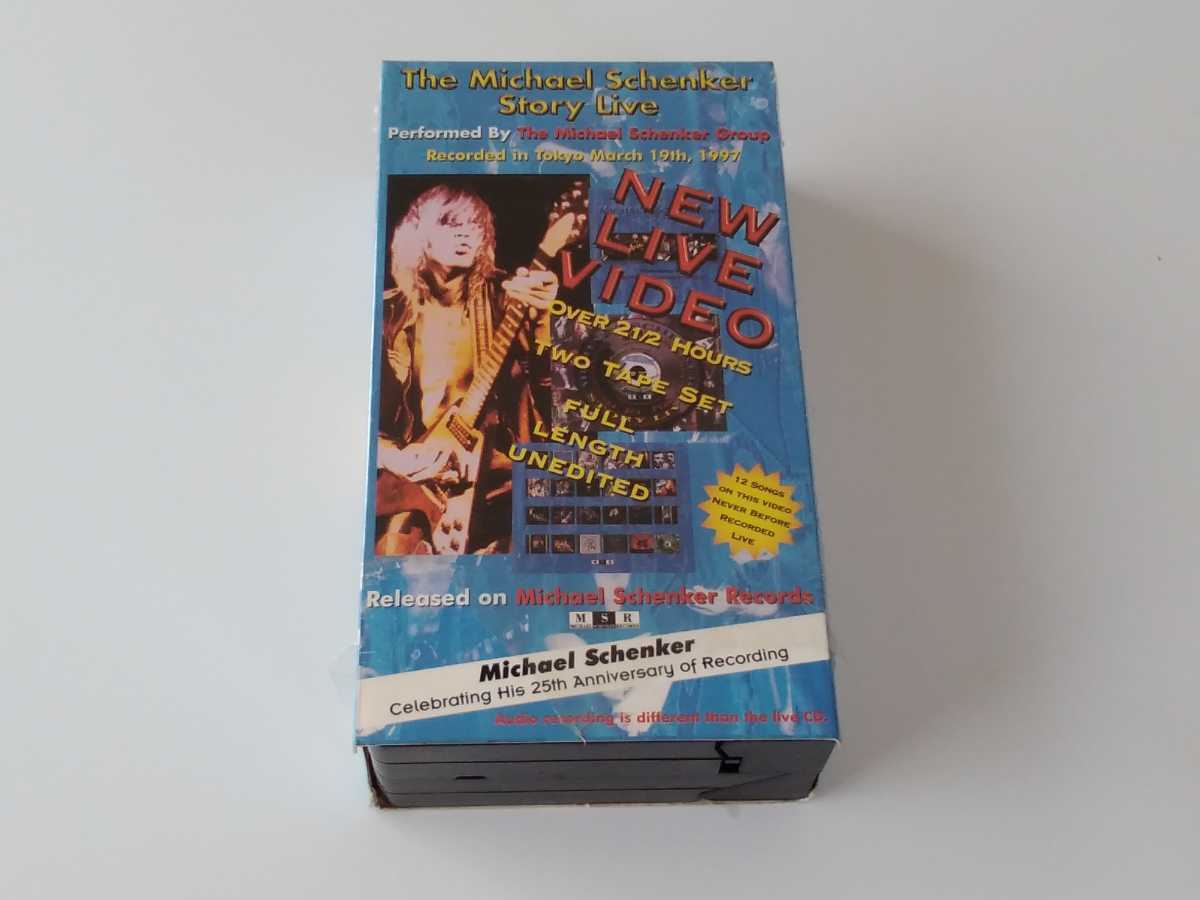 The Michael Schenker
Story Live
Performed By The Michael Schenker Group
Recorded in Tokyo March 19th, 1997
NEW
LIVE
VIDEO
OVER 2 1/2 HOURS
TWO TAPE SET
FULL
LENGTH
UNEDITED
12 SONGS
ON THIS VIDEO
NEVER BEFORE
RECORDED
LIVE
Released on Michael Schenker Records
M S R
Michael Schenker
Celebrating His 25th Anniversary of Recording
Audio recording is different than the live CD.